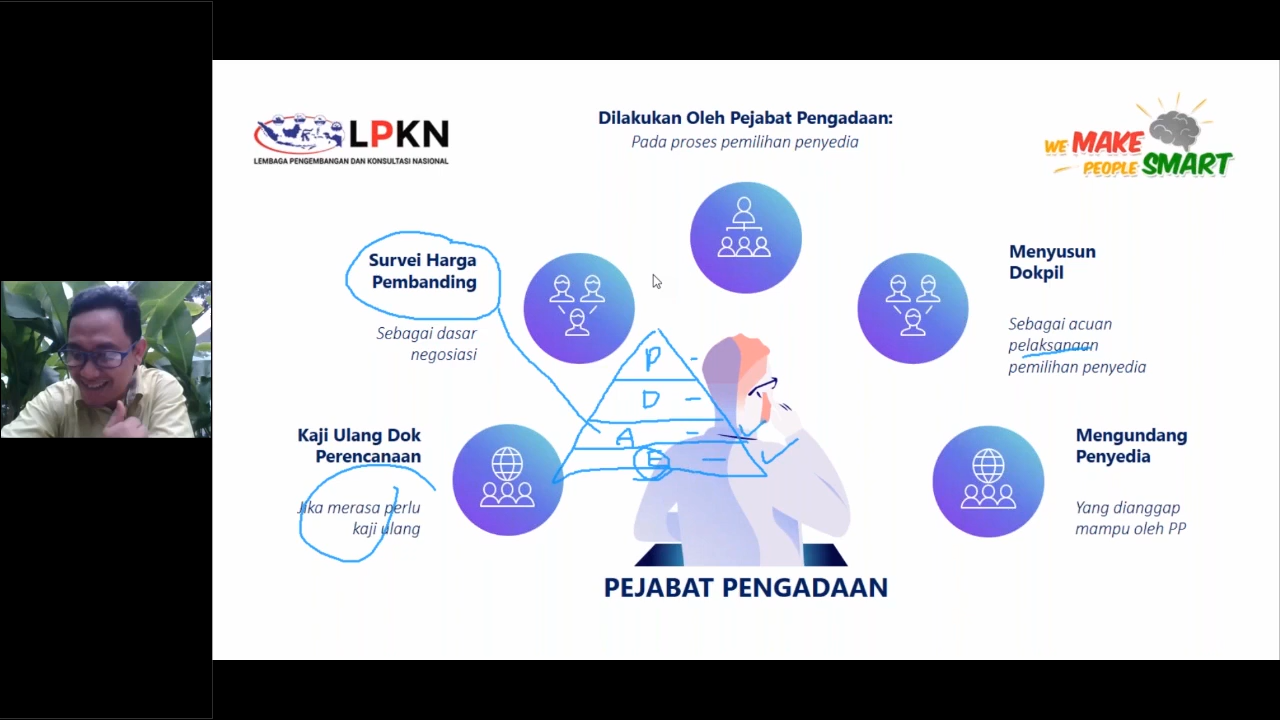 LPKN
LEMBAGA PENGEMBANGAN DAN KONSULTASI NASIONAL
Dilakukan Oleh Pejabat Pengadaan:
Pada proses pemilihan penyedia
WE MAKE
PEOPLE SMART
Survei Harga
Pembanding
Sebagai dasar
negosiasi
Menyusun
Dokpil
Sebagai acuan
pelaksanaan
pemilihan penyedia
P
D
A
E
Kaji Ulang Dok
Perencanaan
Jika merasa perlu
kaji ulang
Mengundang
Penyedia
Yang dianggap
mampu oleh PP
PEJABAT PENGADAAN